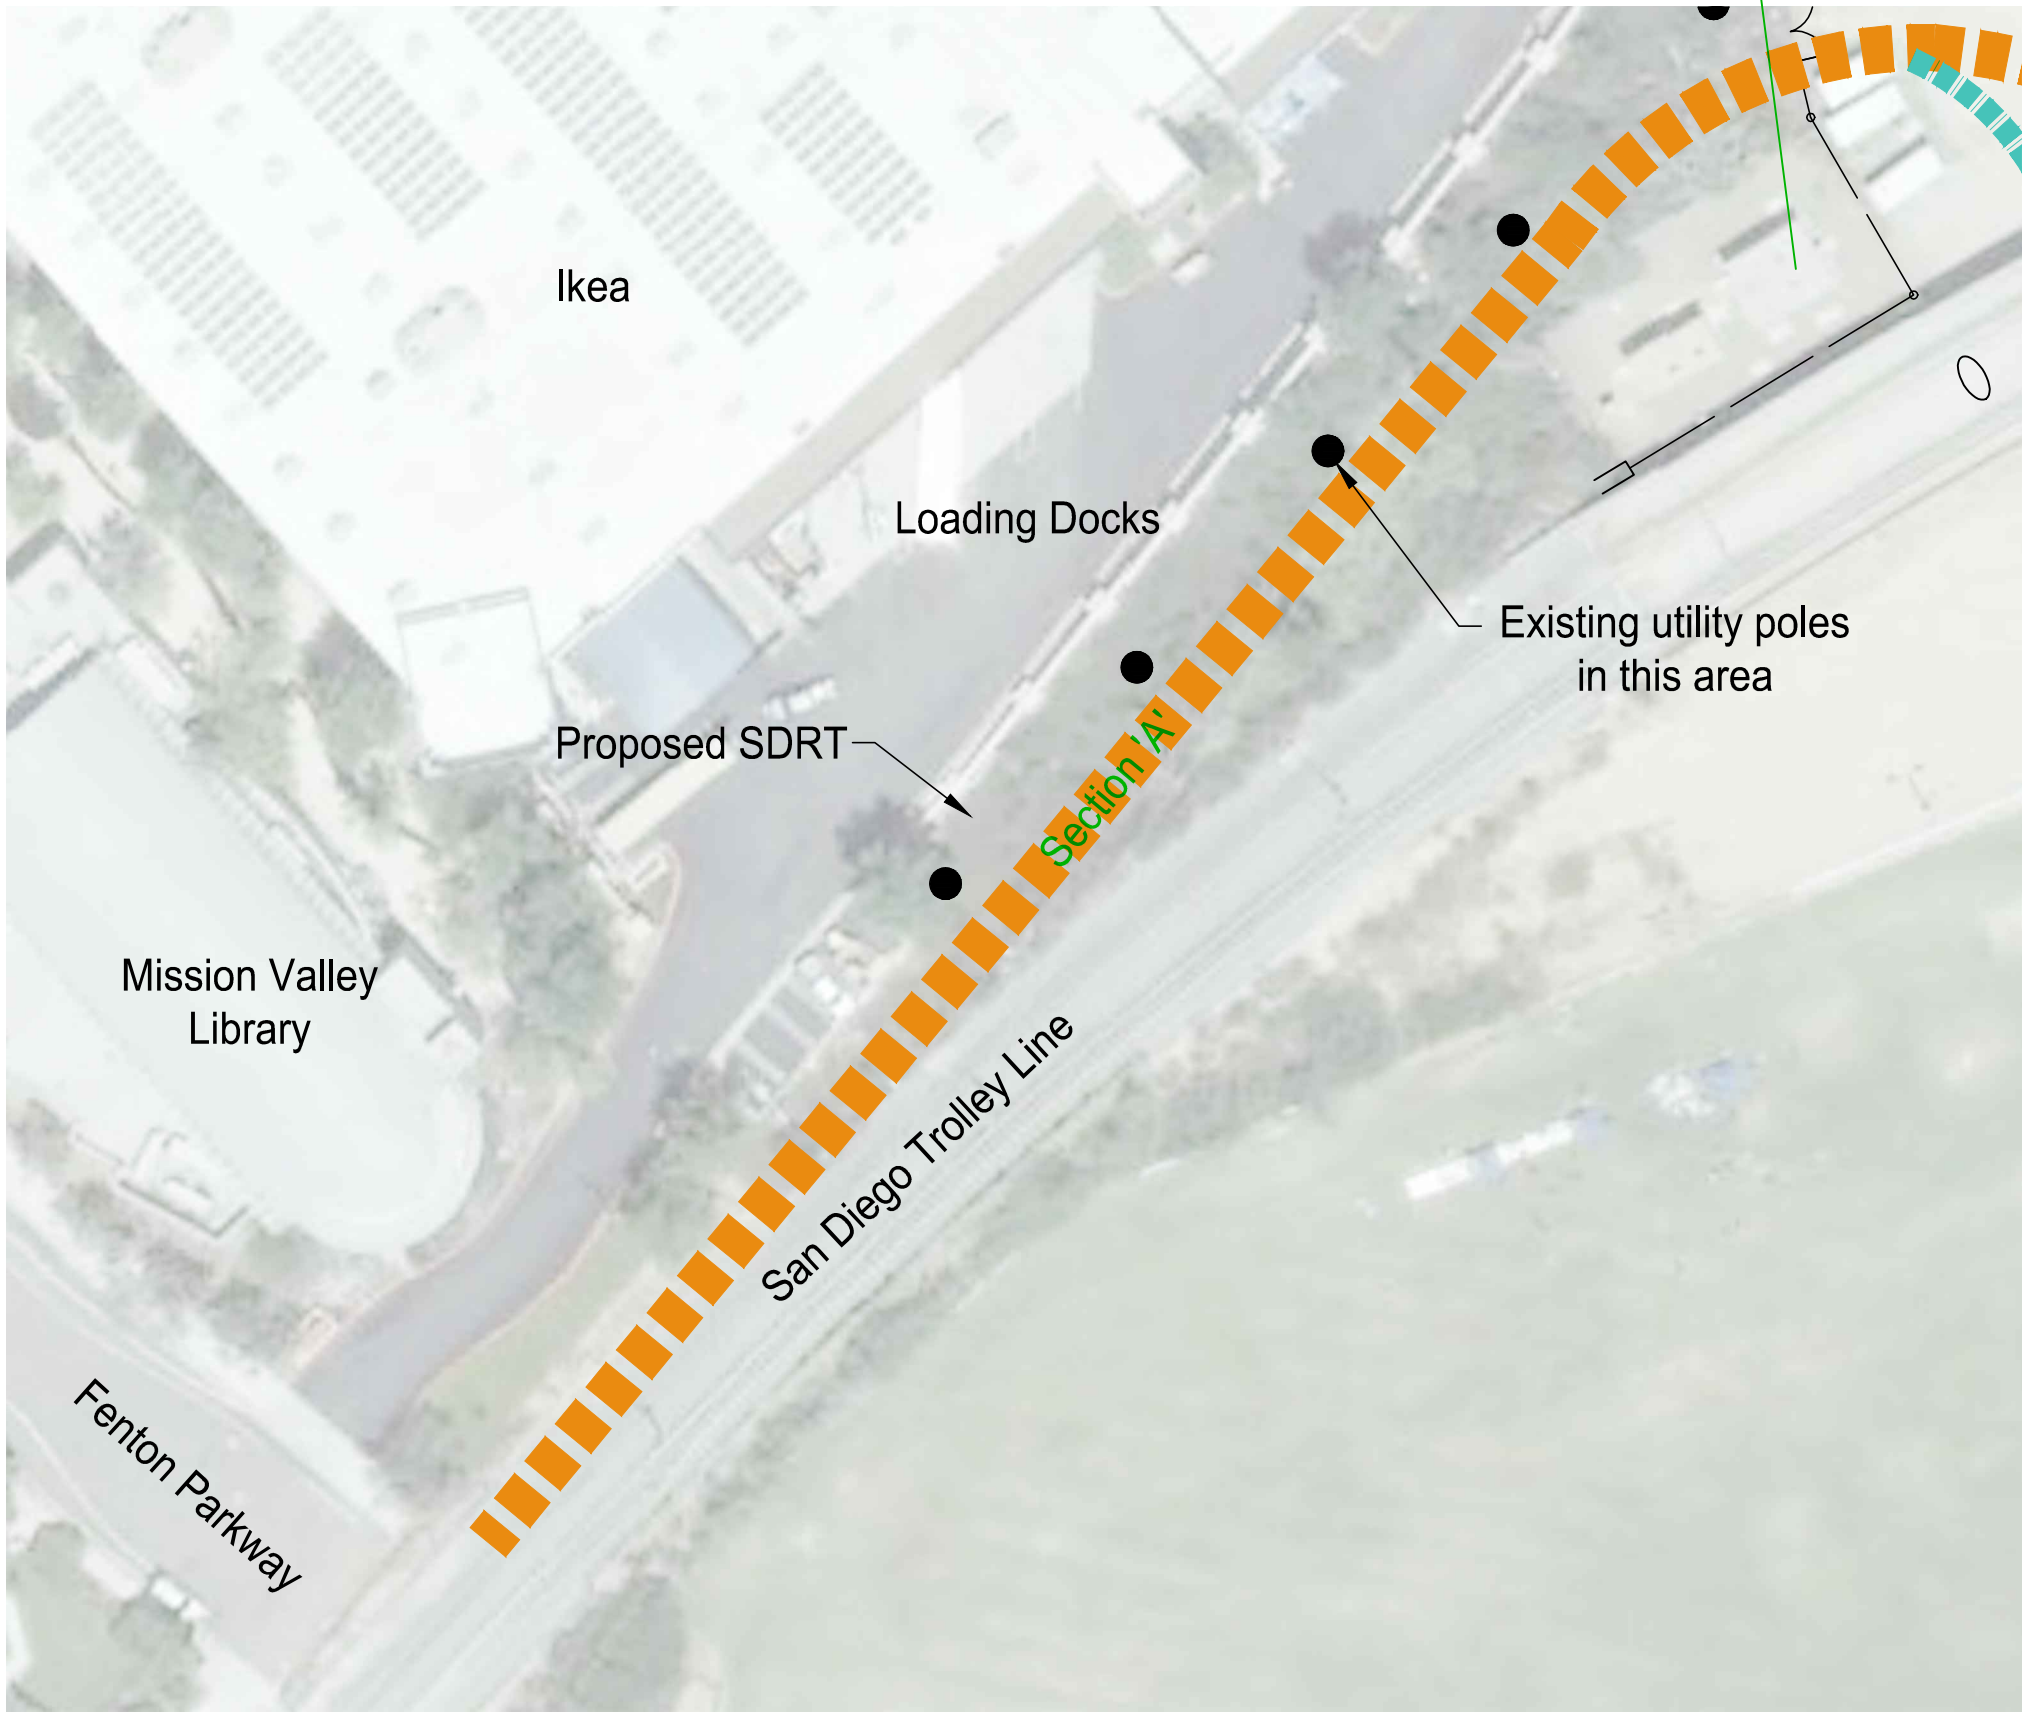 Ikea
Loading Docks
Existing utility poles
in this area
Proposed SDRT
Section 'A'
Mission Valley
Library
San Diego Trolley Line
Fenton Parkway